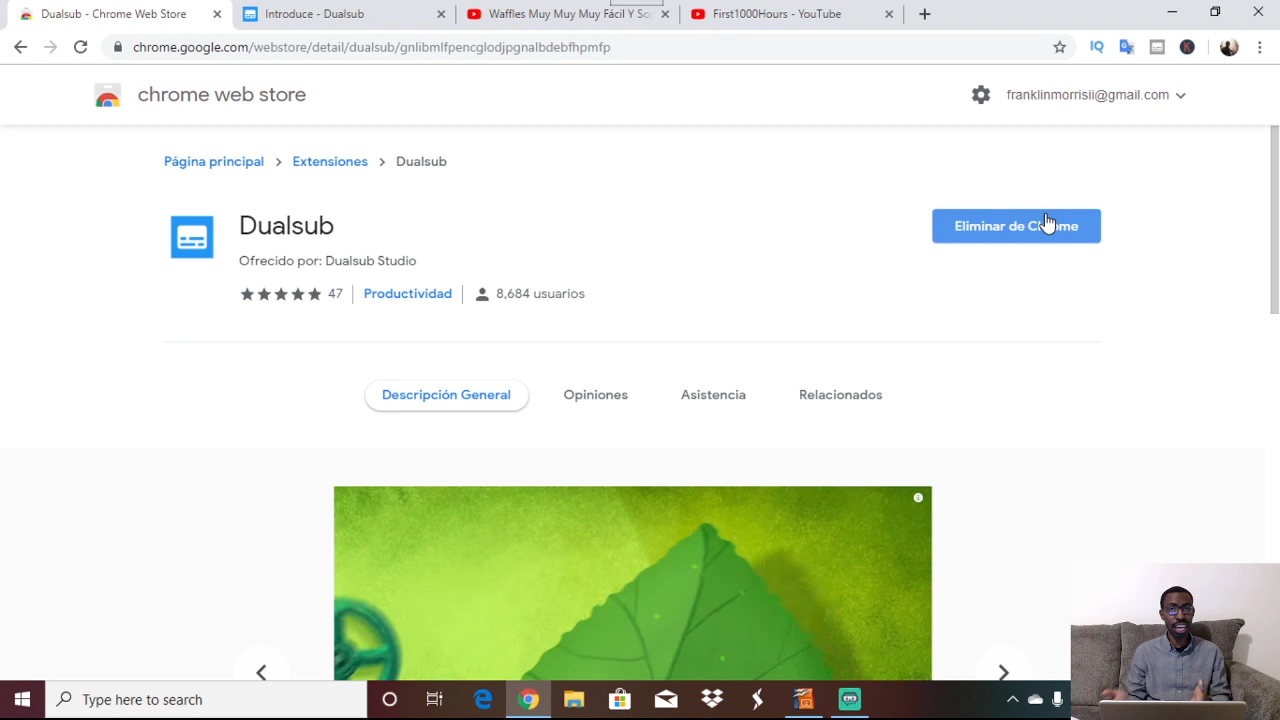 Dualsub - Chrome Web Store
Introduce - Dualsub
Waffles Muy Muy Muy Fácil Y So
First1000Hours - YouTube
chrome.google.com/webstore/detail/dualsub/gnlibmlfpencglodjpgnalbdebfhpmfp
IQ
K
chrome web store
franklinmorrisii@gmail.com
Página principal > Extensiones > Dualsub
Dualsub
Eliminar de Chrome
Ofrecido por: Dualsub Studio
47 Productividad 8,684 usuarios
Descripción General Opiniones Asistencia Relacionados
Type here to search